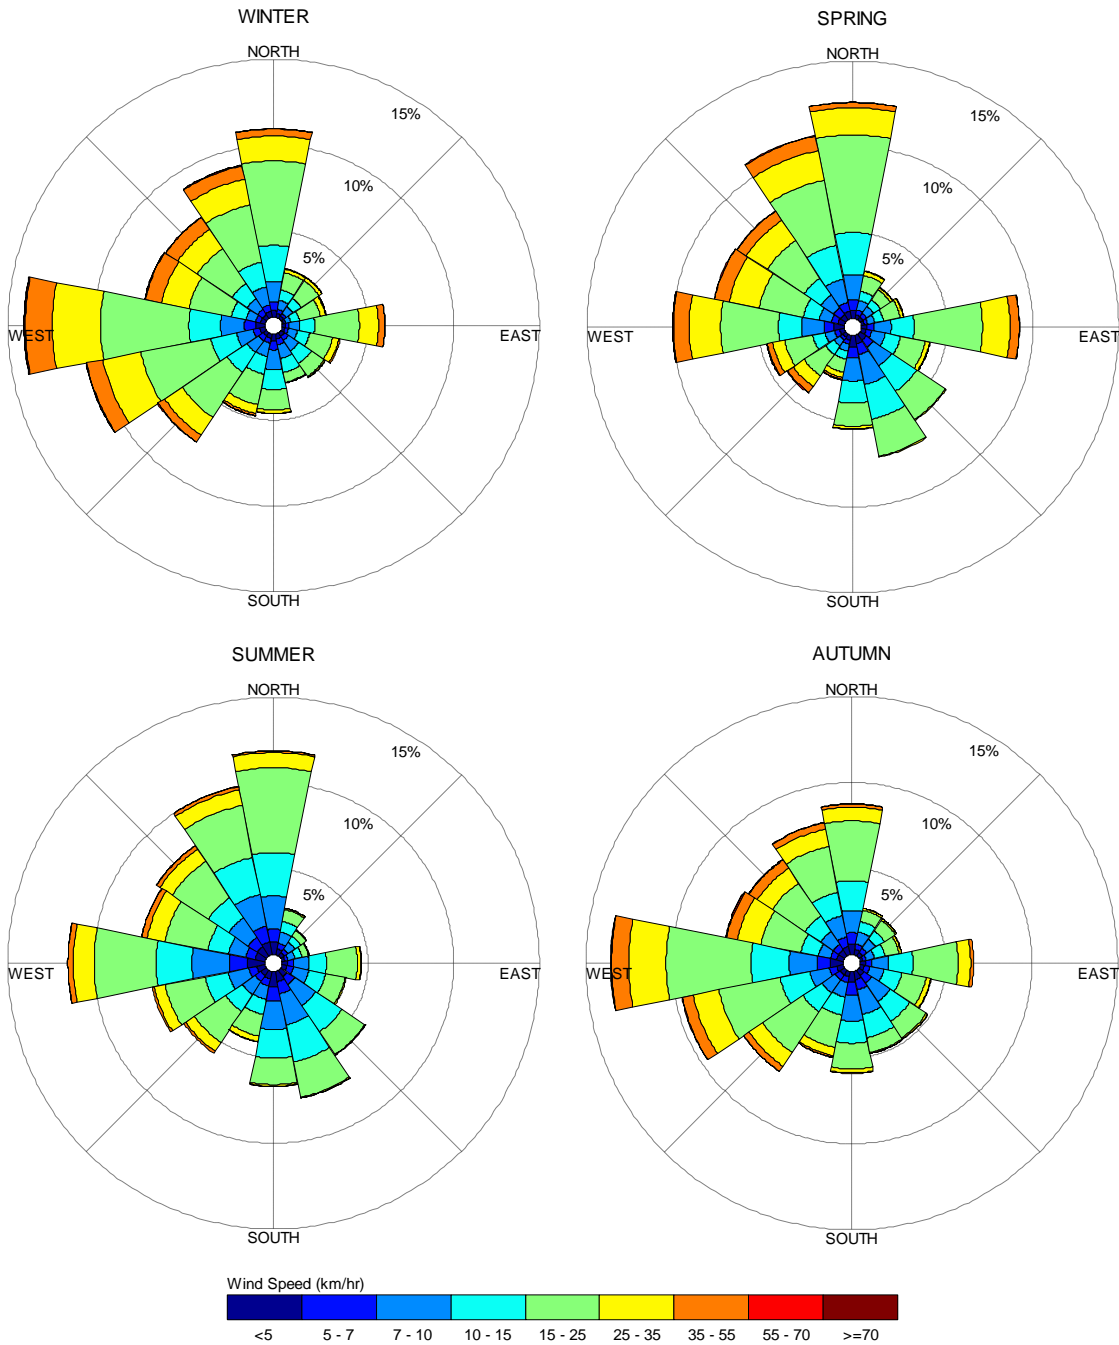 WINTER
SPRING
NORTH
NORTH
15%
15%
10%
10%
5%
5%
WEST
EAST
WEST
EAST
SOUTH
SOUTH
SUMMER
AUTUMN
NORTH
NORTH
15%
15%
10%
10%
5%
5%
WEST
EAST
WEST
EAST
SOUTH
SOUTH
Wind Speed (km/hr)
<5 5 - 7 7 - 10 10 - 15 15 - 25 25 - 35 35 - 55 55 - 70 >=70